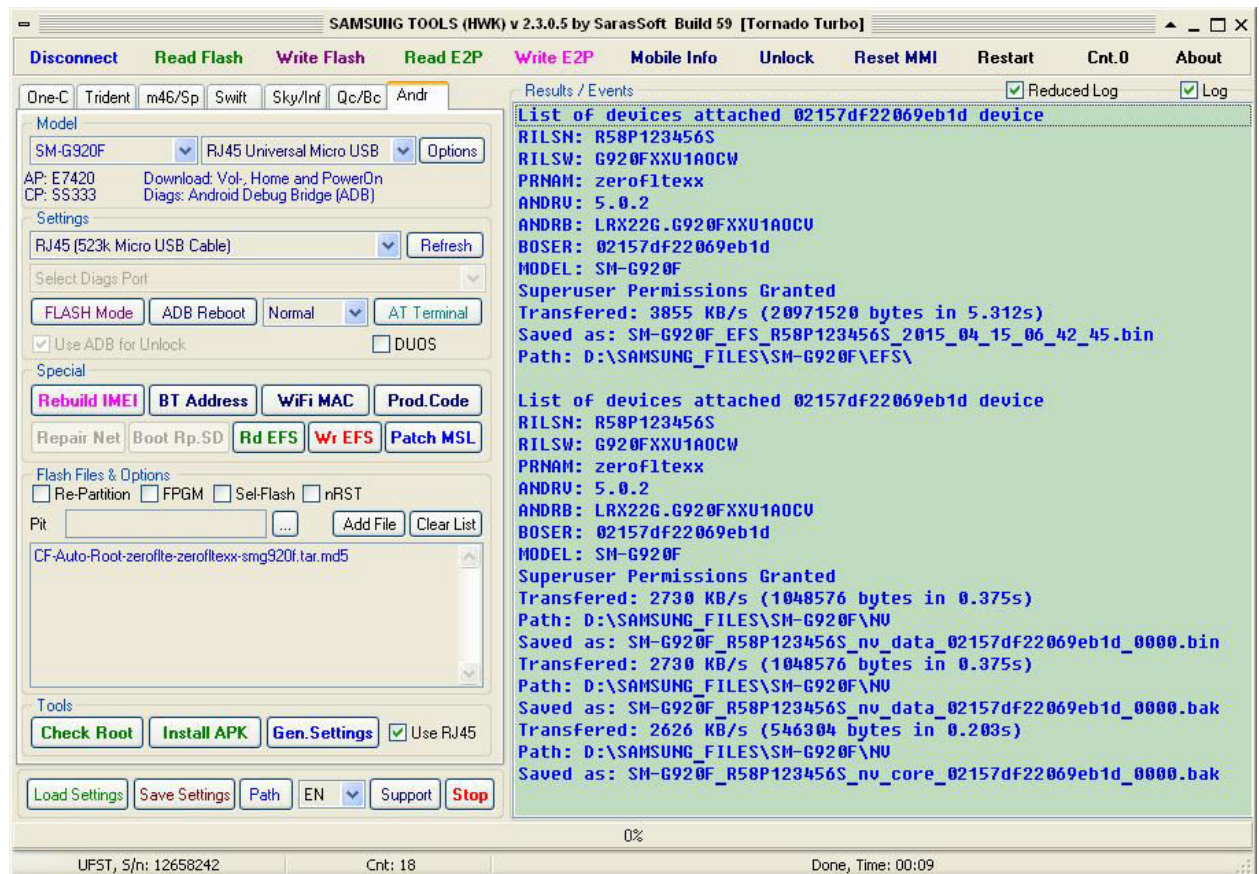 SAMSUNG TOOLS (HWK) v 2.3.0.5 by SarasSoft Build 59 [Tornado Turbo]
Disconnect Read Flash Write Flash Read E2P Write E2P Mobile Info Unlock Reset MMI Restart Cnt.0 About
One-C Trident m46/Sp Swift Sky/Inf Qc/Bc Andr
Model
SM-G920F RJ45 Universal Micro USB Options
AP: E7420 Download: Vol-, Home and PowerOn
CP: SS333 Diags: Android Debug Bridge (ADB)
Settings
RJ45 (523k Micro USB Cable) Refresh
Select Diags Port
FLASH Mode ADB Reboot Normal AT Terminal
Use ADB for Unlock DUOS
Special
Rebuild IMEI BT Address WiFi MAC Prod.Code
Repair Net Boot Rp.SD Rd EFS Wr EFS Patch MSL
Flash Files & Options
Re-Partition FPGM Sel-Flash nRST
Pit ... Add File Clear List
CF-Auto-Root-zeroflte-zerofltexx-smg920f.tar.md5
Tools
Check Root Install APK Gen.Settings Use RJ45
Load Settings Save Settings Path EN Support Stop
Results / Events Reduced Log Log
List of devices attached 02157df22069eb1d device
RILSN: R58P123456S
RILSW: G920FXXU1AOCW
PRNAM: zerofltexx
ANDRV: 5.0.2
ANDRB: LRX22G.G920FXXU1AOCV
BOSER: 02157df22069eb1d
MODEL: SM-G920F
Superuser Permissions Granted
Transfered: 3855 KB/s (20971520 bytes in 5.312s)
Saved as: SM-G920F_EFS_R58P123456S_2015_04_15_06_42_45.bin
Path: D:\SAMSUNG_FILES\SM-G920F\EFS\
List of devices attached 02157df22069eb1d device
RILSN: R58P123456S
RILSW: G920FXXU1AOCW
PRNAM: zerofltexx
ANDRV: 5.0.2
ANDRB: LRX22G.G920FXXU1AOCV
BOSER: 02157df22069eb1d
MODEL: SM-G920F
Superuser Permissions Granted
Transfered: 2730 KB/s (1048576 bytes in 0.375s)
Path: D:\SAMSUNG_FILES\SM-G920F\NV
Saved as: SM-G920F_R58P123456S_nv_data_02157df22069eb1d_0000.bin
Transfered: 2730 KB/s (1048576 bytes in 0.375s)
Path: D:\SAMSUNG_FILES\SM-G920F\NV
Saved as: SM-G920F_R58P123456S_nv_data_02157df22069eb1d_0000.bak
Transfered: 2626 KB/s (546304 bytes in 0.203s)
Path: D:\SAMSUNG_FILES\SM-G920F\NV
Saved as: SM-G920F_R58P123456S_nv_core_02157df22069eb1d_0000.bak
0%
UFST, S/n: 12658242 Cnt: 18 Done, Time: 00:09